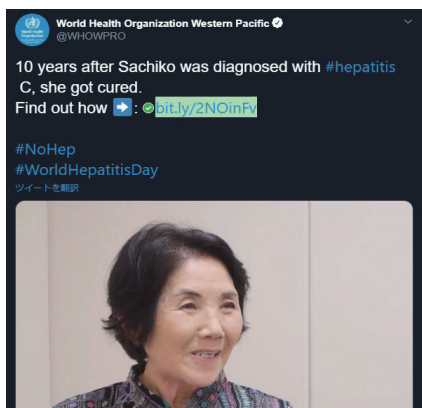 World Health Organization Western Pacific
@WHOWPRO
10 years after Sachiko was diagnosed with #hepatitis
C, she got cured.
Find out how ➡: bit.ly/2NOinFv
#NoHep
#WorldHepatitisDay
ツイートを翻訳